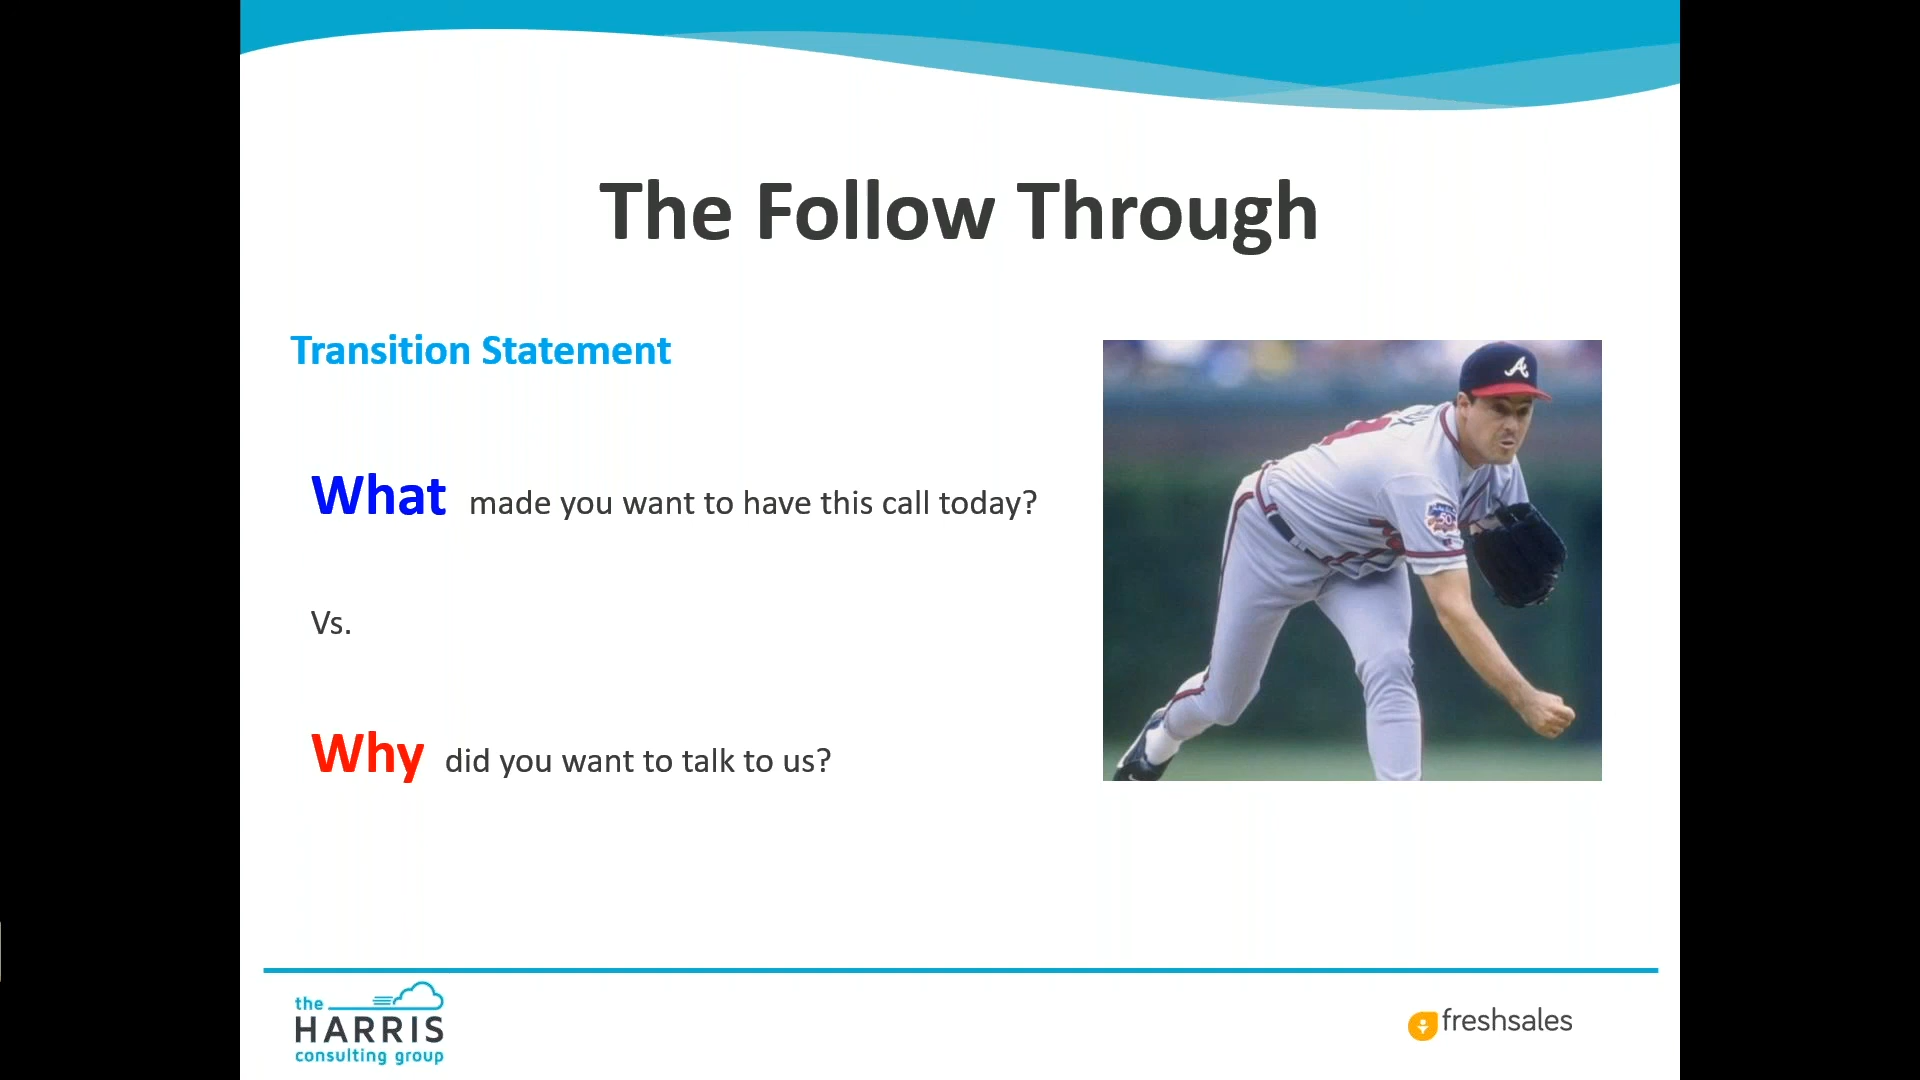 The Follow Through
Transition Statement
What made you want to have this call today?
Vs.
Why did you want to talk to us?
A
50
the
HARRIS
consulting group
freshsales